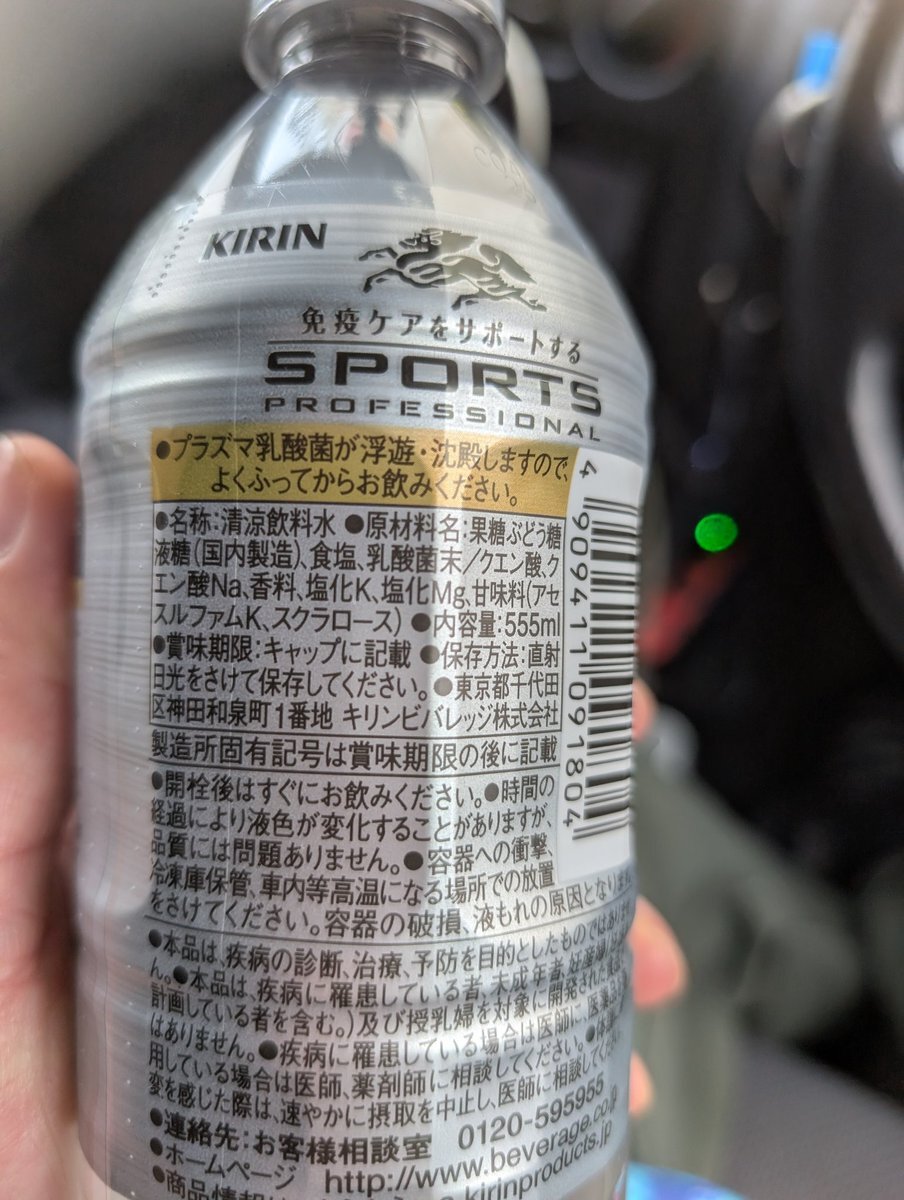 KIRIN
免疫ケアをサポートする
SPORTS
PROFESSIONAL
●プラズマ乳酸菌が浮遊・沈殿しますので、
よくふってからお飲みください。
●名称:清涼飲料水 ●原材料名:果糖ぶどう糖
液糖(国内製造)、食塩、乳酸菌末/クエン酸、ク
エン酸Na、香料、塩化K、塩化Mg、甘味料(アセ
スルファムK、スクラロース) ●内容量:555ml
●賞味期限:キャップに記載 ●保存方法:直射
日光をさけて保存してください。●東京都千代田
区神田和泉町1番地 キリンビバレッジ株式会社
製造所固有記号は賞味期限の後に記載
●開栓後はすぐにお飲みください。●時間の
経過により液色が変化することがありますが、
品質には問題ありません。●容器への衝撃、
冷凍庫保管、車内等高温になる場所での放置
をさけてください。容器の破損、液もれの原因となりま
●本品は、疾病の診断、治療、予防を目的としたものではありませ
ん。●本品は、疾病に罹患している者、未成年者、妊産婦
計画している者を含む。)及び授乳婦を対象に開発された
はありません。●疾病に罹患している場合は医師に、医薬品
用している場合は医師、薬剤師に相談してください。
変を感じた際は、速やかに摂取を中止し、医師に相談してくださ
●連絡先:お客様相談室 0120-595955
●ホームページ http://www.beverage.co.jp
●商品情報は kirinproducts.jp
4 909411 091804